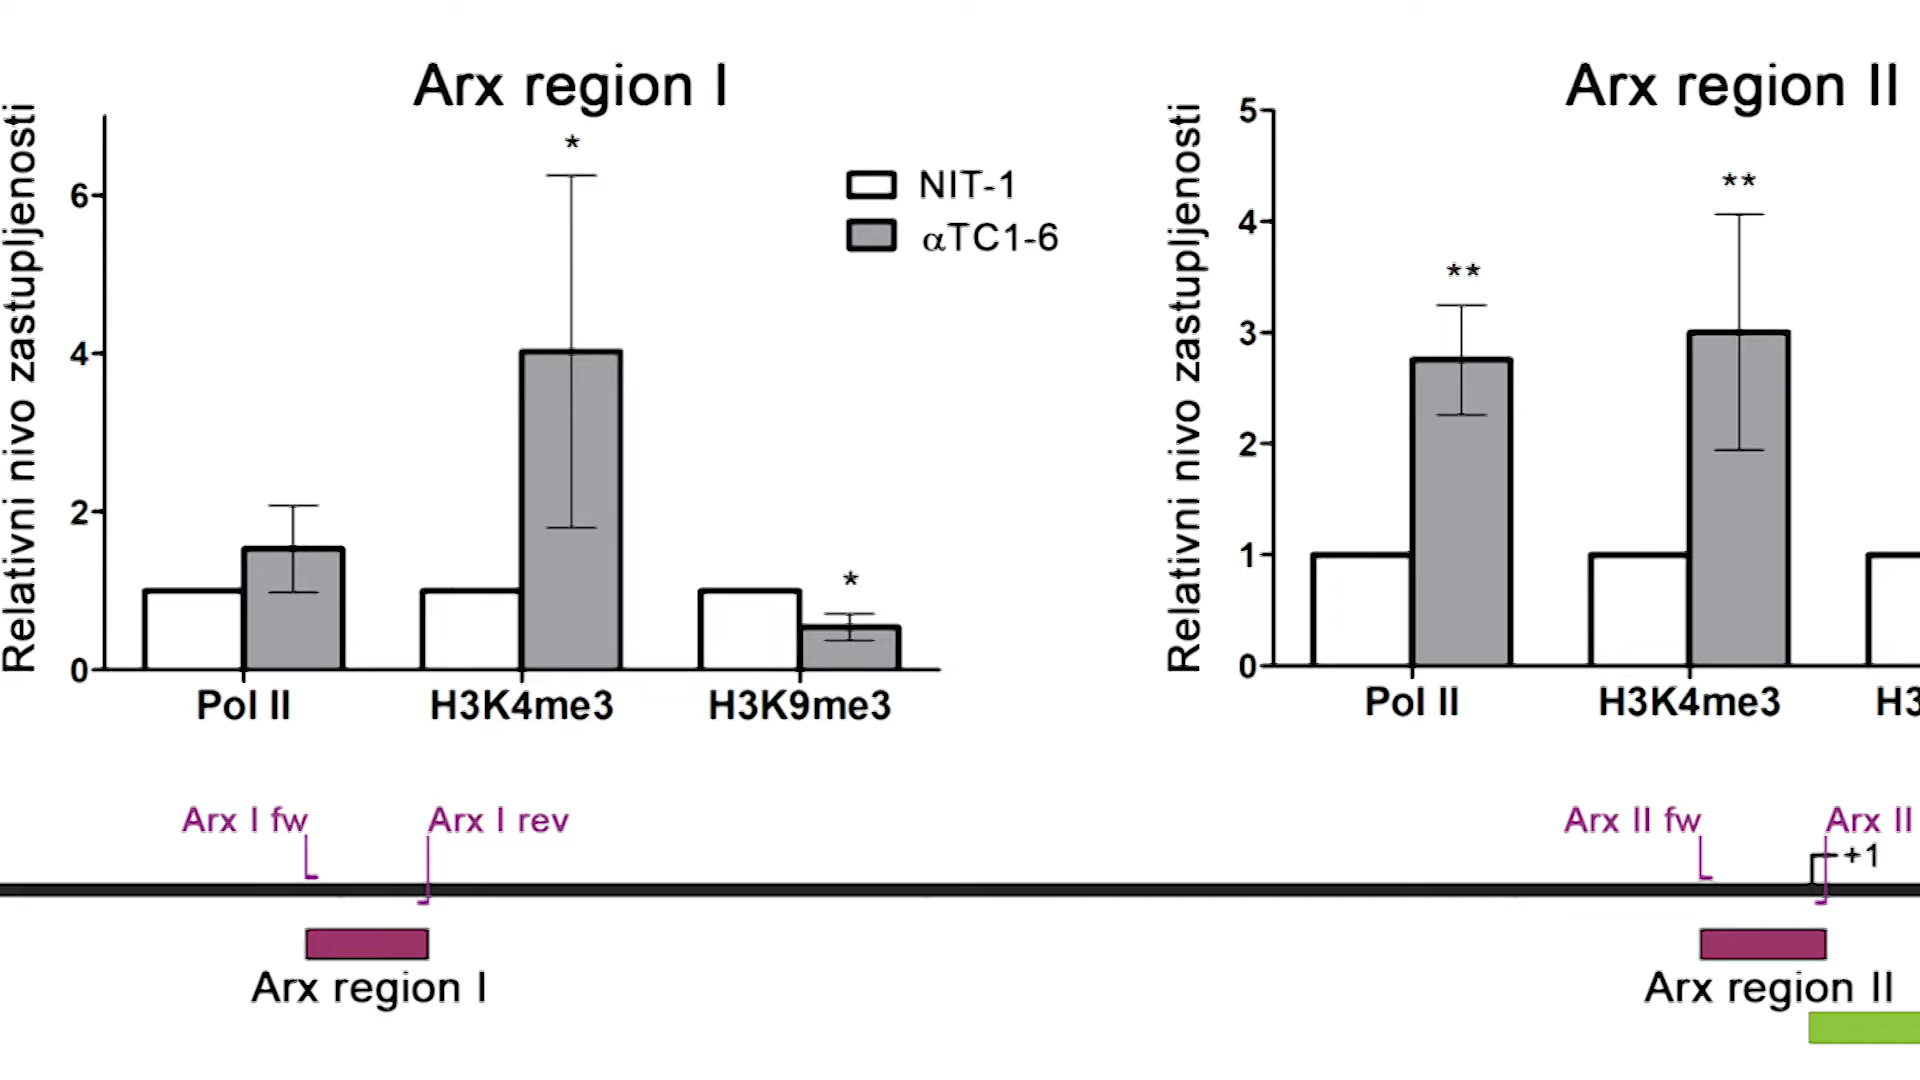 Arx region I
Relativni nivo zastupljenosti
*
6
4
2
0
*
NIT-1
αTC1-6
Pol II
H3K4me3
H3K9me3
Arx region II
Relativni nivo zastupljenosti
5
4
3
2
1
0
**
**
Pol II
H3K4me3
H3
Arx I fw
Arx I rev
Arx II fw
Arx II
+1
Arx region I
Arx region II